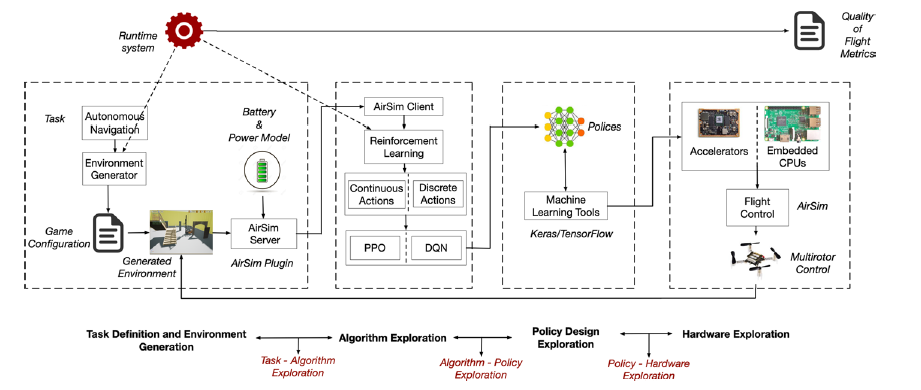 Runtime
system
Quality
of
Flight
Metrics
Task
Autonomous
Navigation
Environment
Generator
Game
Configuration
Generated
Environment
Battery
&
Power Model
AirSim
Server
AirSim Plugin
AirSim Client
Reinforcement
Learning
Continuous
Actions
Discrete
Actions
PPO
DQN
Polices
Machine
Learning Tools
Keras/TensorFlow
Accelerators
Embedded
CPUs
Flight
Control
AirSim
Multirotor
Control
Task Definition and Environment
Generation
Algorithm Exploration
Policy Design
Exploration
Hardware Exploration
Task - Algorithm
Exploration
Algorithm - Policy
Exploration
Policy - Hardware
Exploration